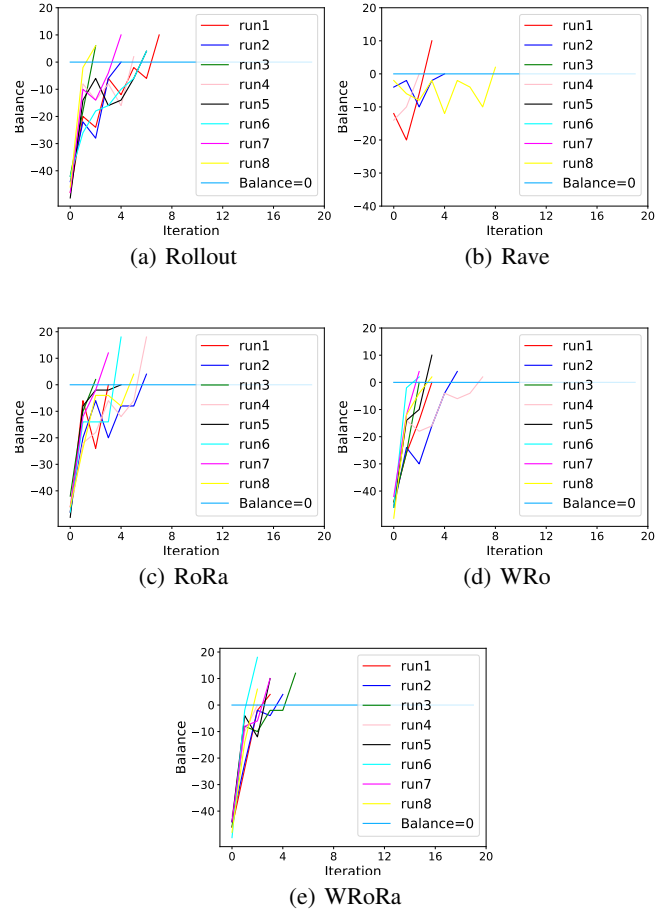 20
10
0
−10
−20
−30
−40
Balance
0
4
8
12
16
20
Iteration
run1
run2
run3
run4
run5
run6
run7
run8
Balance=0
(a) Rollout
20
10
0
−10
−20
−30
−40
Balance
0
4
8
12
16
20
Iteration
run1
run2
run3
run4
run5
run6
run7
run8
Balance=0
(b) Rave
20
10
0
−10
−20
−30
−40
Balance
0
4
8
12
16
20
Iteration
run1
run2
run3
run4
run5
run6
run7
run8
Balance=0
(c) RoRa
20
10
0
−10
−20
−30
−40
−50
Balance
0
4
8
12
16
20
Iteration
run1
run2
run3
run4
run5
run6
run7
run8
Balance=0
(d) WRo
20
10
0
−10
−20
−30
−40
−50
Balance
0
4
8
12
16
20
Iteration
run1
run2
run3
run4
run5
run6
run7
run8
Balance=0
(e) WRoRa